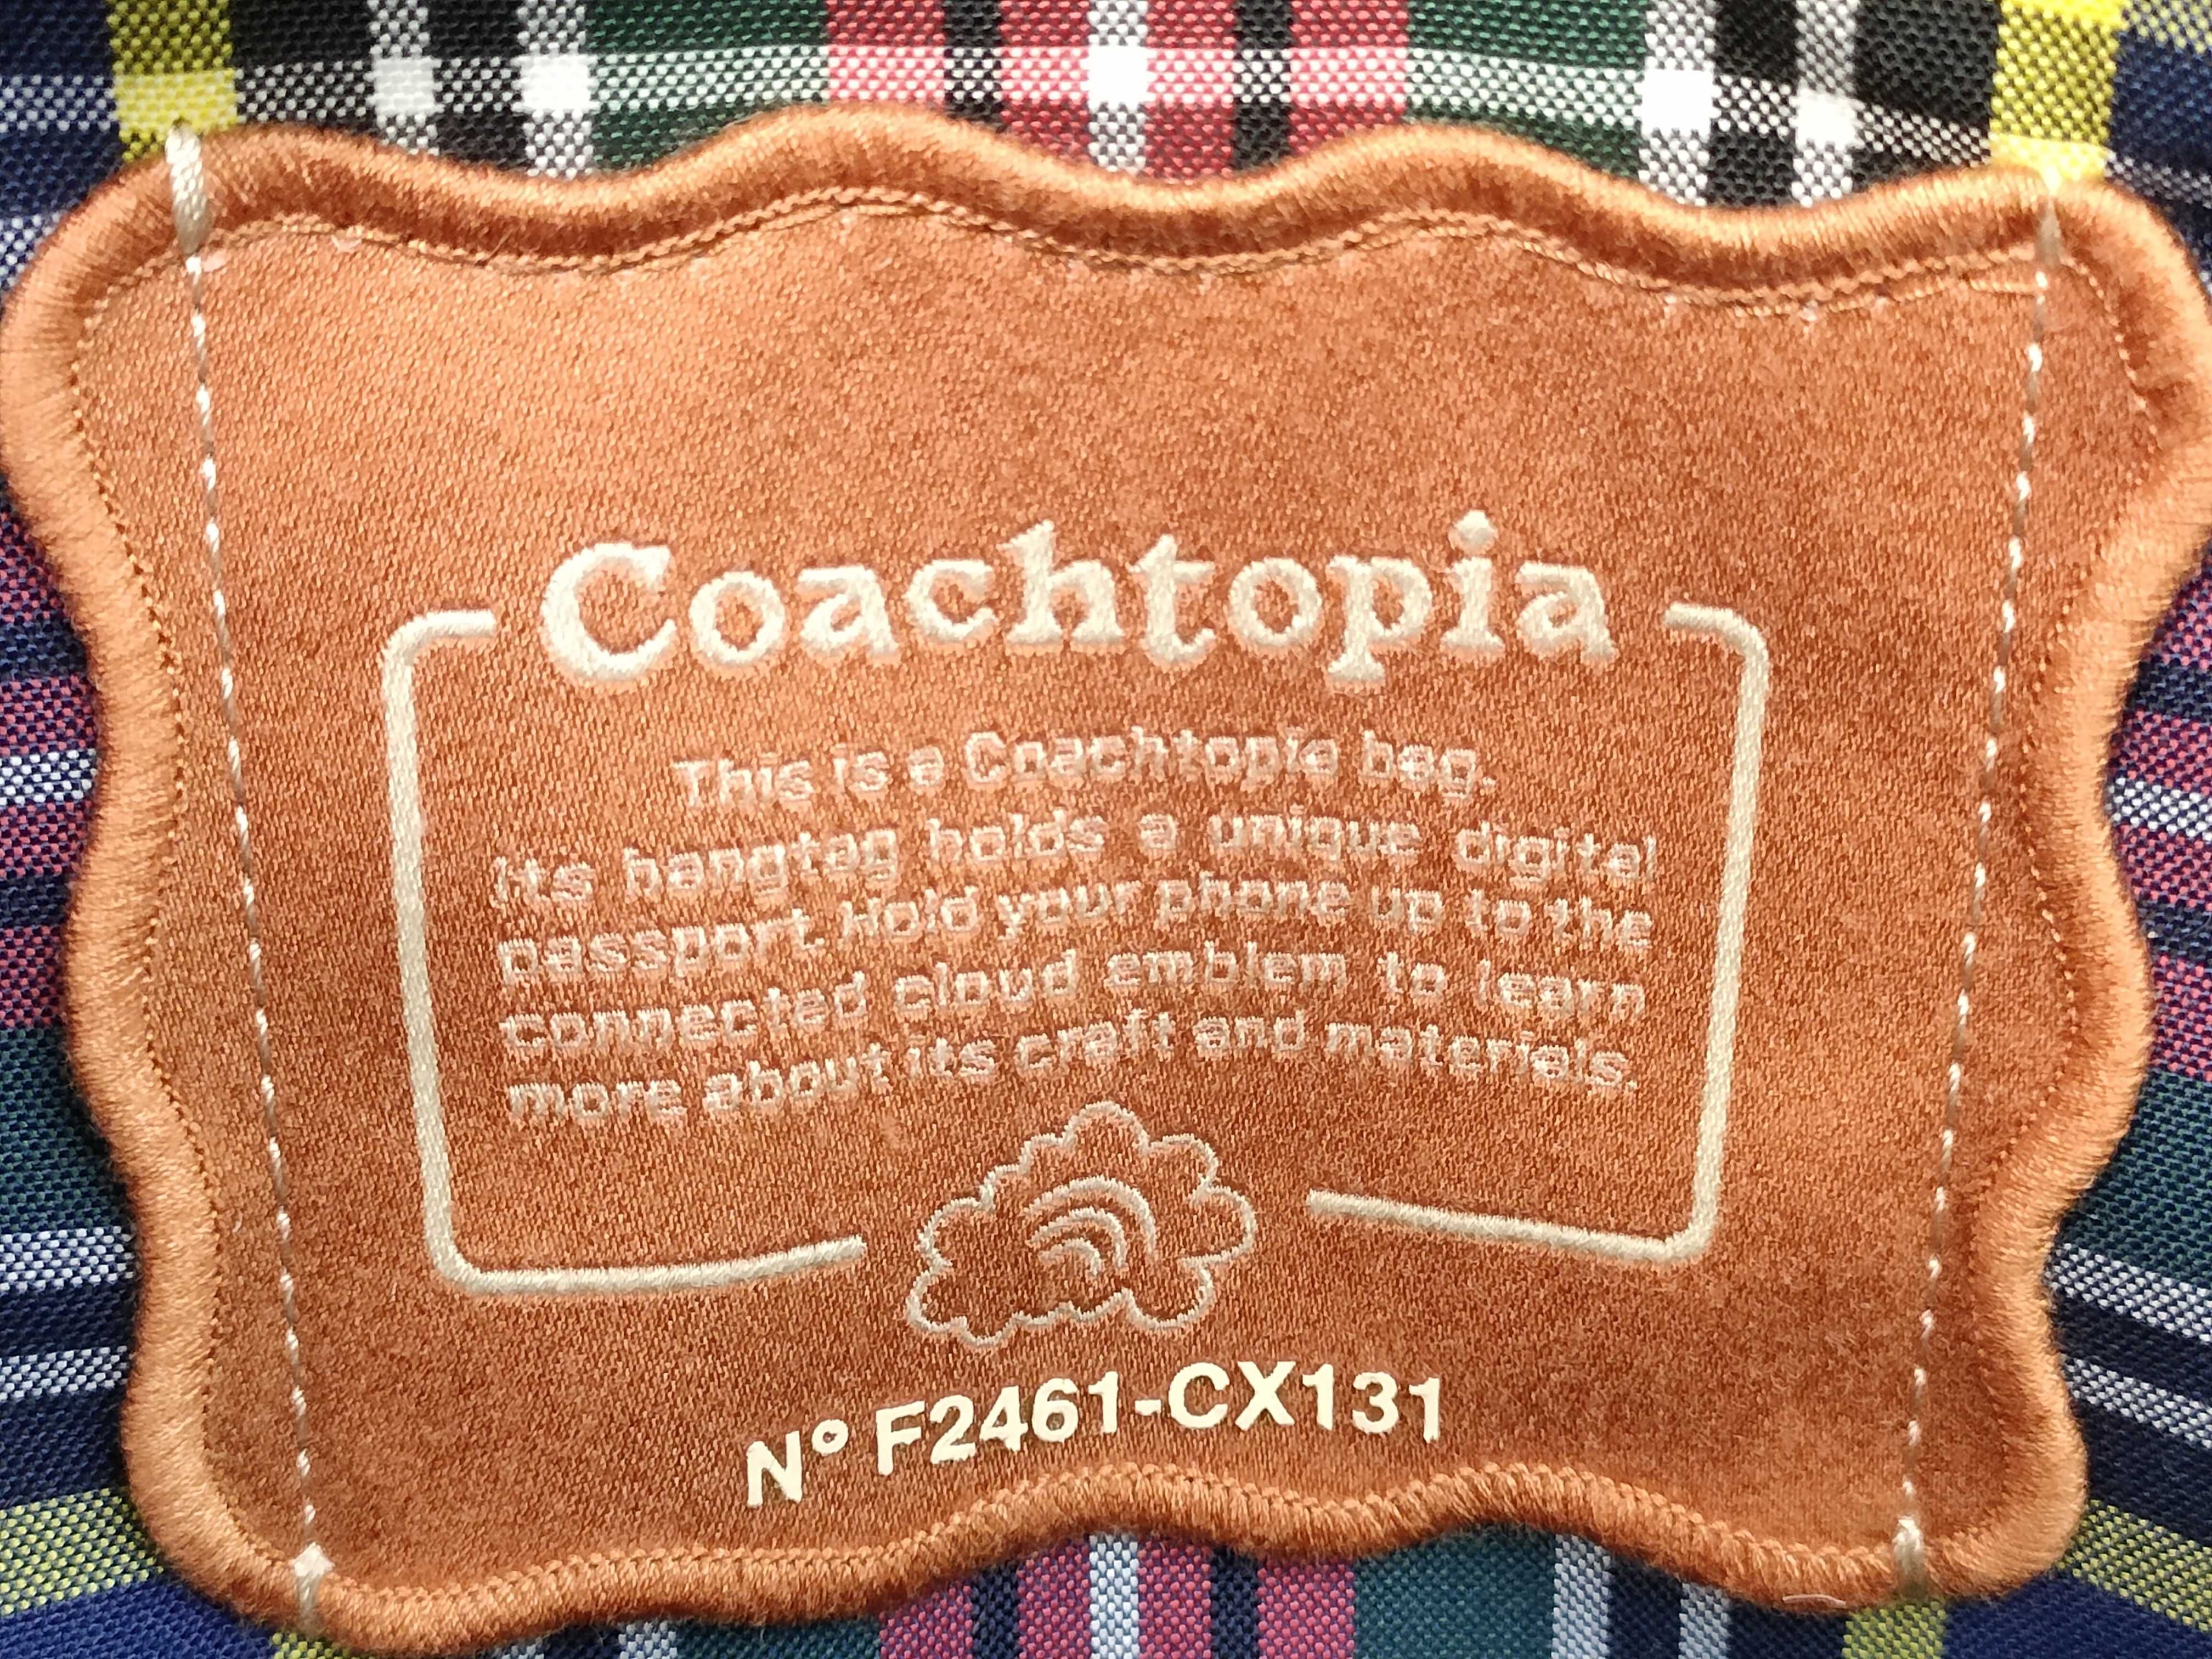 Coachtopia
This is a Coachtopia bag.
Its hangtag holds a unique digital
passport. Hold your phone up to the
connected cloud emblem to learn
more about its craft and materials.
Nº F2461-CX131